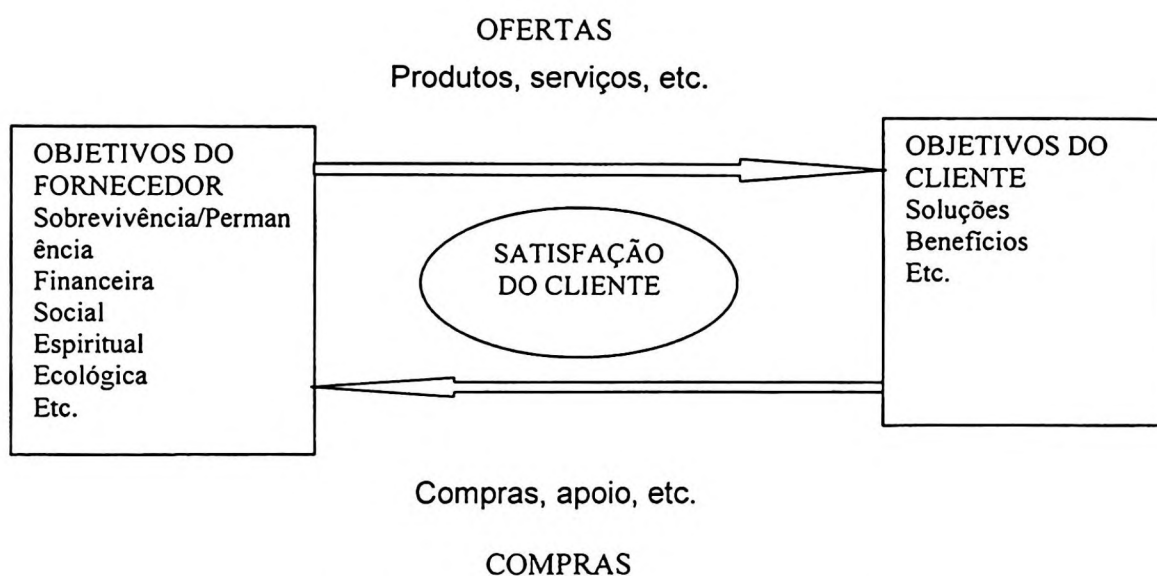 OFERTAS
Produtos, serviços, etc.
OBJETIVOS DO
FORNECEDOR
Sobrevivência/Perman
ência
Financeira
Social
Espiritual
Ecológica
Etc.
SATISFAÇÃO
DO CLIENTE
OBJETIVOS DO
CLIENTE
Soluções
Benefícios
Etc.
Compras, apoio, etc.
COMPRAS